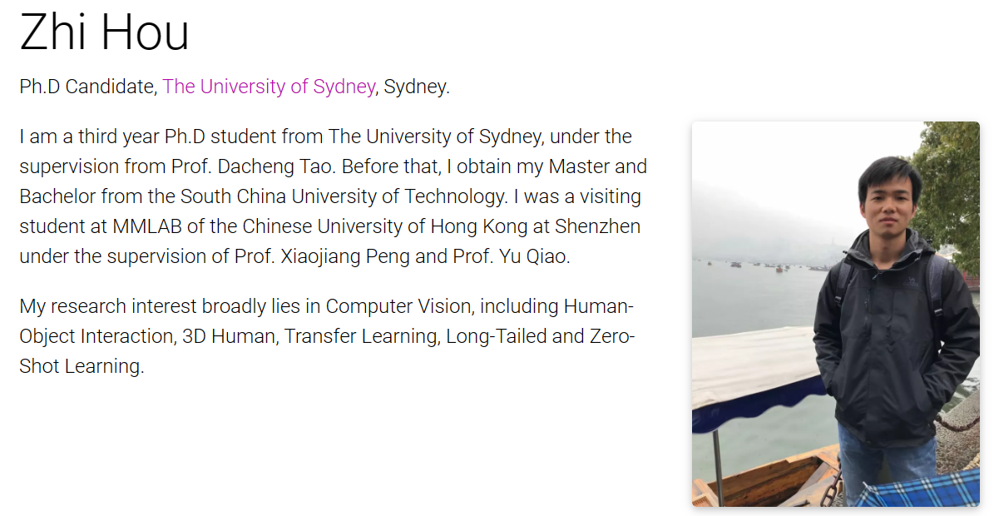 Zhi Hou
Ph.D Candidate, The University of Sydney, Sydney.
I am a third year Ph.D student from The University of Sydney, under the
supervision from Prof. Dacheng Tao. Before that, I obtain my Master and
Bachelor from the South China University of Technology. I was a visiting
student at MMLAB of the Chinese University of Hong Kong at Shenzhen
under the supervision of Prof. Xiaojiang Peng and Prof. Yu Qiao.
My research interest broadly lies in Computer Vision, including Human-
Object Interaction, 3D Human, Transfer Learning, Long-Tailed and Zero-
Shot Learning.